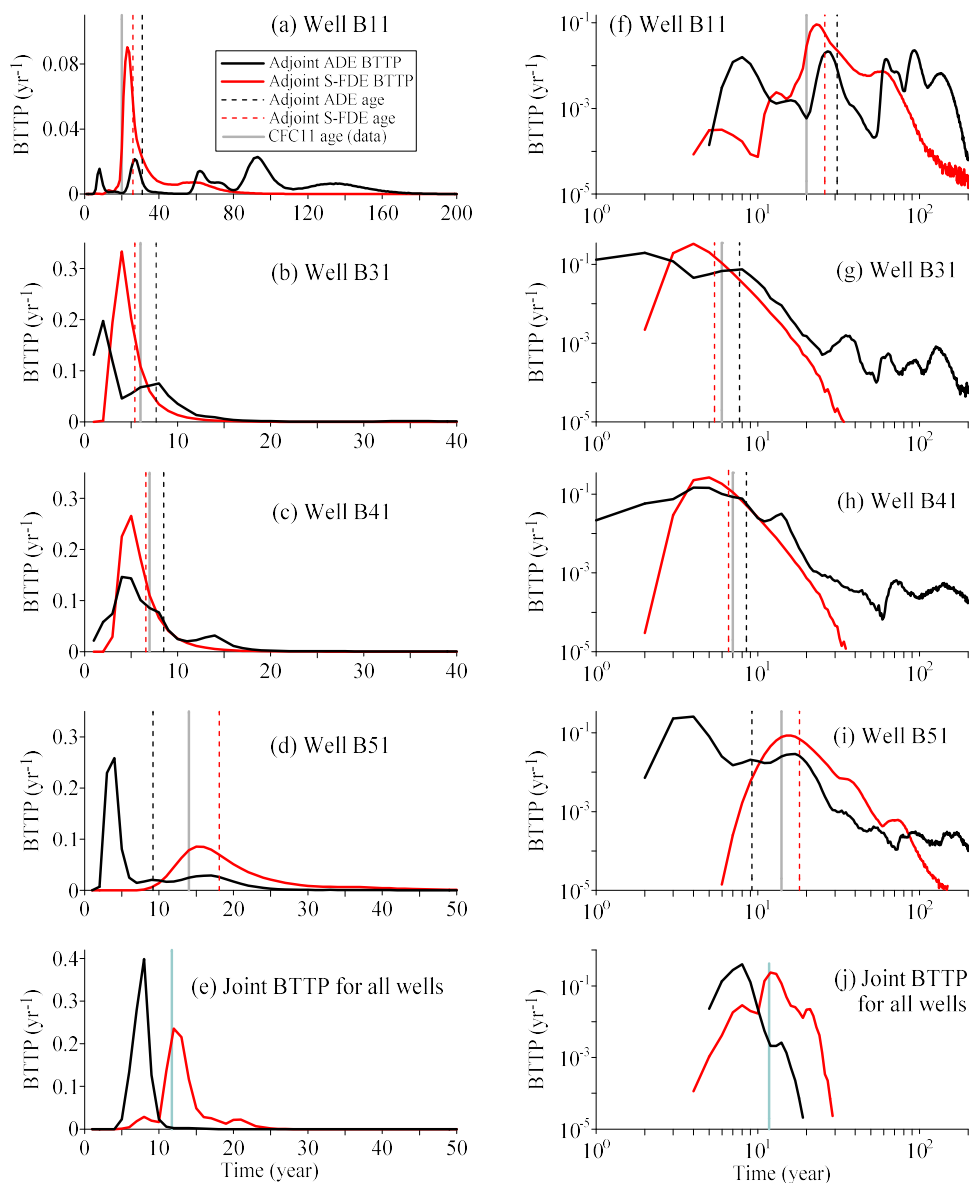 (a) Well B11
Adjoint ADE BTTP
Adjoint S-FDE BTTP
Adjoint ADE age
Adjoint S-FDE age
CFC11 age (data)
BTTP (yr⁻¹)
0.08
0.04
0
0 40 80 120 160 200
(f) Well B11
BTTP (yr⁻¹)
10⁻¹
10⁻³
10⁻⁵
10⁰ 10¹ 10²
(b) Well B31
BTTP (yr⁻¹)
0.3
0.2
0.1
0
0 10 20 30 40
(g) Well B31
BTTP (yr⁻¹)
10⁻¹
10⁻³
10⁻⁵
10⁰ 10¹ 10²
(c) Well B41
BTTP (yr⁻¹)
0.3
0.2
0.1
0
0 10 20 30 40
(h) Well B41
BTTP (yr⁻¹)
10⁻¹
10⁻³
10⁻⁵
10⁰ 10¹ 10²
(d) Well B51
BTTP (yr⁻¹)
0.3
0.2
0.1
0
0 10 20 30 40 50
(i) Well B51
BTTP (yr⁻¹)
10⁻¹
10⁻³
10⁻⁵
10⁰ 10¹ 10²
(e) Joint BTTP for all wells
BTTP (yr⁻¹)
0.4
0.3
0.2
0.1
0
0 10 20 30 40 50
Time (year)
(j) Joint BTTP
for all wells
BTTP (yr⁻¹)
10⁻¹
10⁻³
10⁻⁵
10⁰ 10¹ 10²
Time (year)